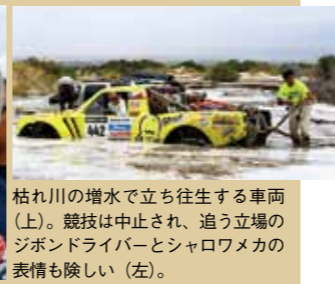 442
枯れ川の増水で立ち往生する車両
(上)。競技は中止され、追う立場の
ジボンドライバーとシャロワメカの
表情も険しい(左)。